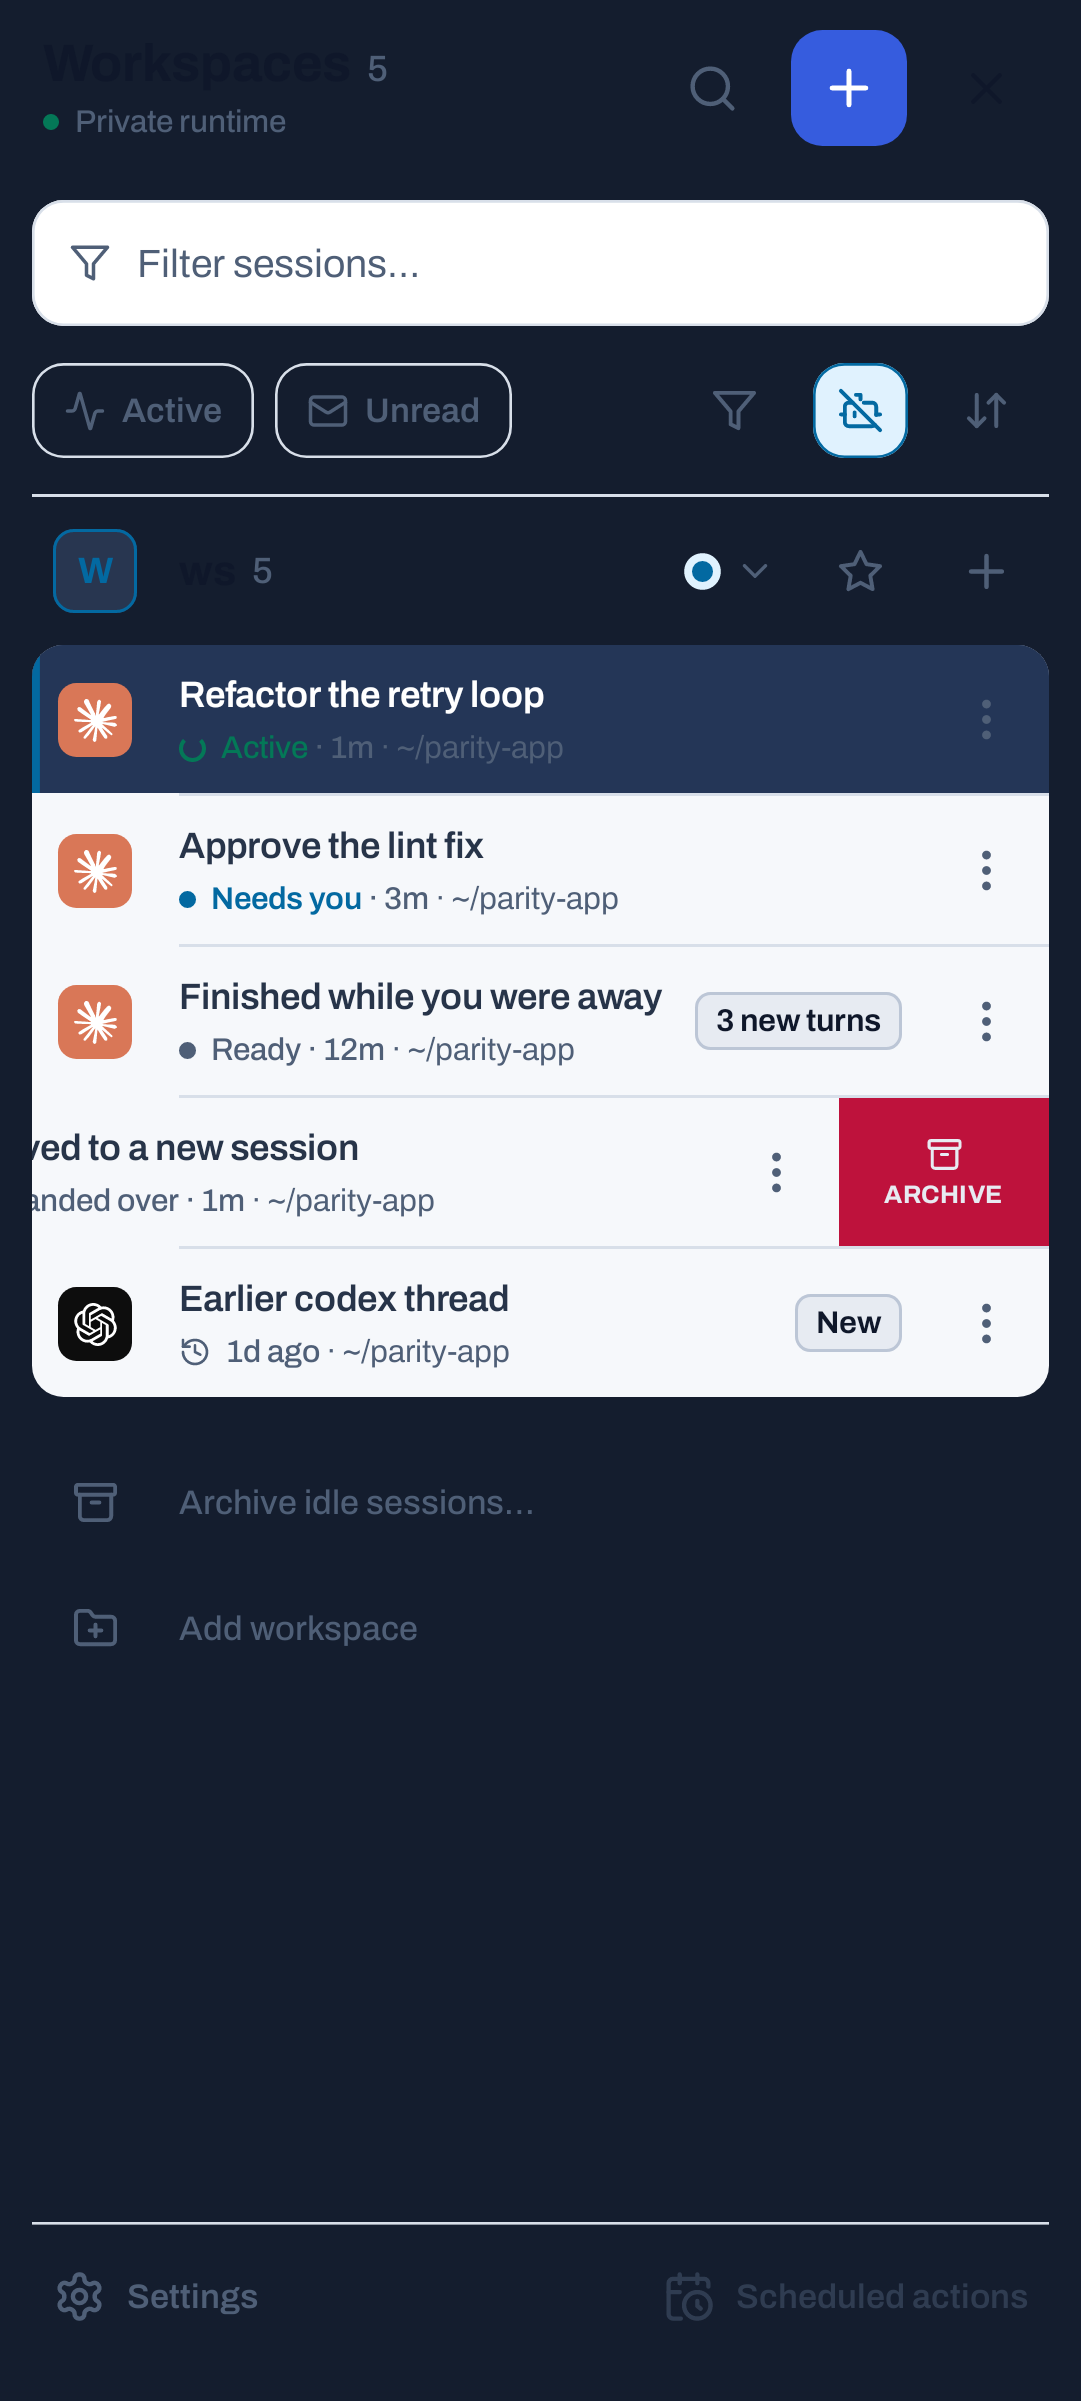 Workspaces 5
Private runtime
Filter sessions...
Active
Unread
W
ws 5
Refactor the retry loop
Active · 1m · ~/parity-app
Approve the lint fix
Needs you · 3m · ~/parity-app
Finished while you were away
3 new turns
Ready · 12m · ~/parity-app
ved to a new session
anded over · 1m · ~/parity-app
ARCHIVE
Earlier codex thread
New
1d ago · ~/parity-app
Archive idle sessions...
Add workspace
Settings
Scheduled actions